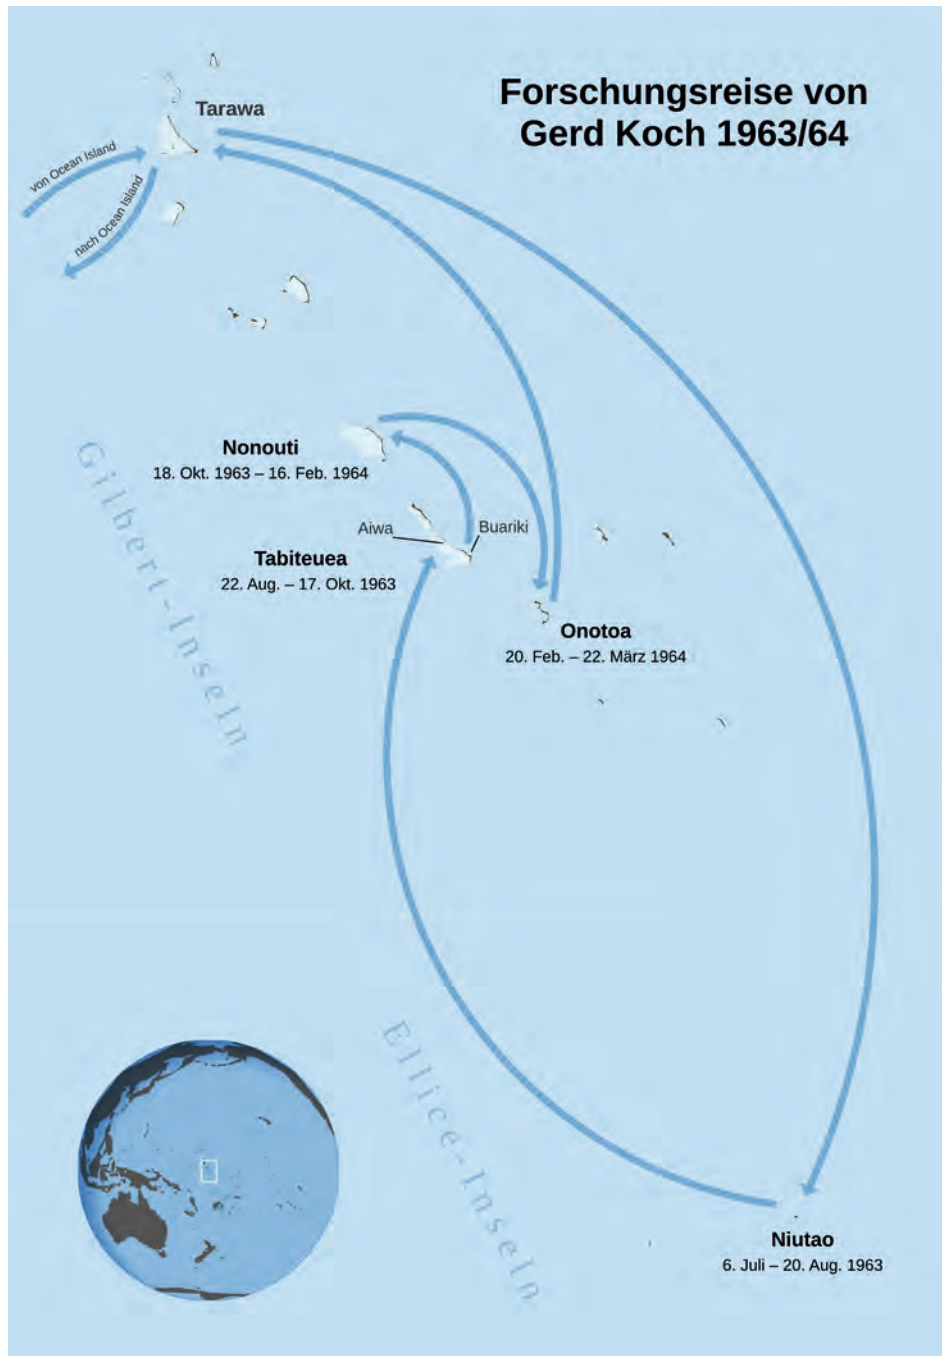 Forschungsreise von
Gerd Koch 1963/64
Tarawa
von Ocean Island
nach Ocean Island
Nonouti
18. Okt. 1963 – 16. Feb. 1964
Gilbert-Inseln
Aiwa
Buariki
Tabiteuea
22. Aug. – 17. Okt. 1963
Onotoa
20. Feb. – 22. März 1964
Ellice-Inseln
Niutao
6. Juli – 20. Aug. 1963